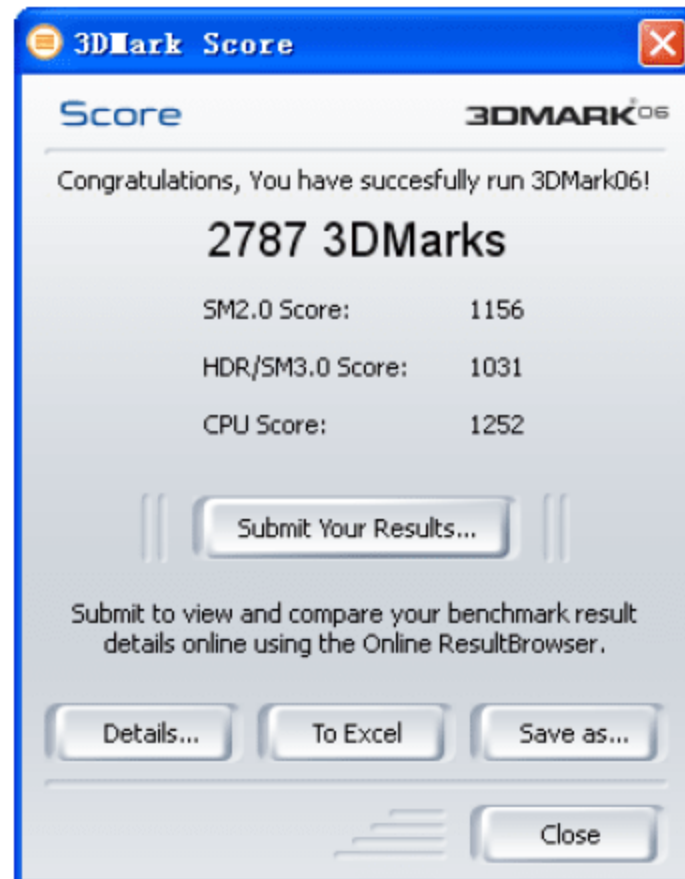 3DMark Score
Score
3DMARK06
Congratulations, You have succesfully run 3DMark06!
2787 3DMarks
SM2.0 Score: 1156
HDR/SM3.0 Score: 1031
CPU Score: 1252
Submit Your Results...
Submit to view and compare your benchmark result
details online using the Online ResultBrowser.
Details... To Excel Save as...
Close